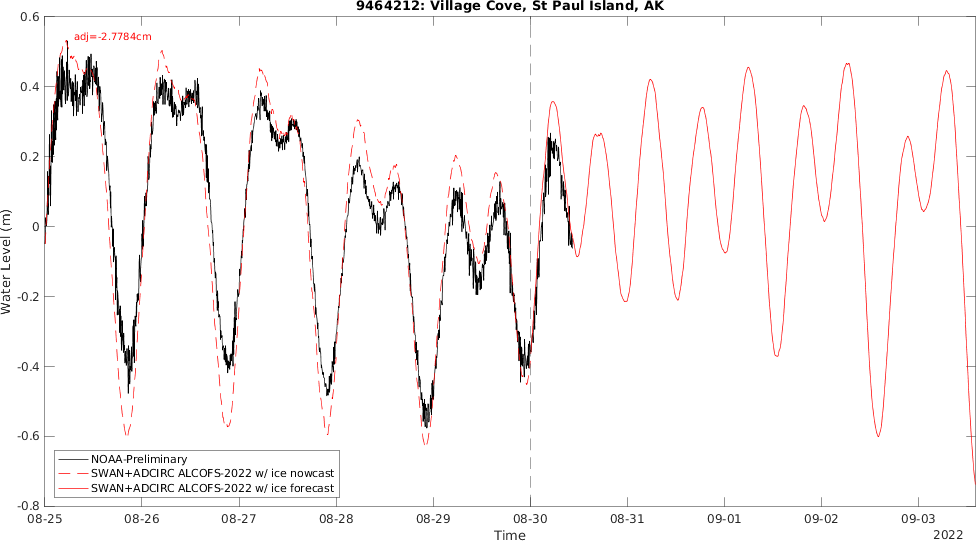 9464212: Village Cove, St Paul Island, AK
adj=-2.7784cm
0.6
0.4
0.2
0
-0.2
-0.4
-0.6
-0.8
Water Level (m)
NOAA-Preliminary
SWAN+ADCIRC ALCOFS-2022 w/ ice nowcast
SWAN+ADCIRC ALCOFS-2022 w/ ice forecast
08-25 08-26 08-27 08-28 08-29 08-30 08-31 09-01 09-02 09-03
Time
2022